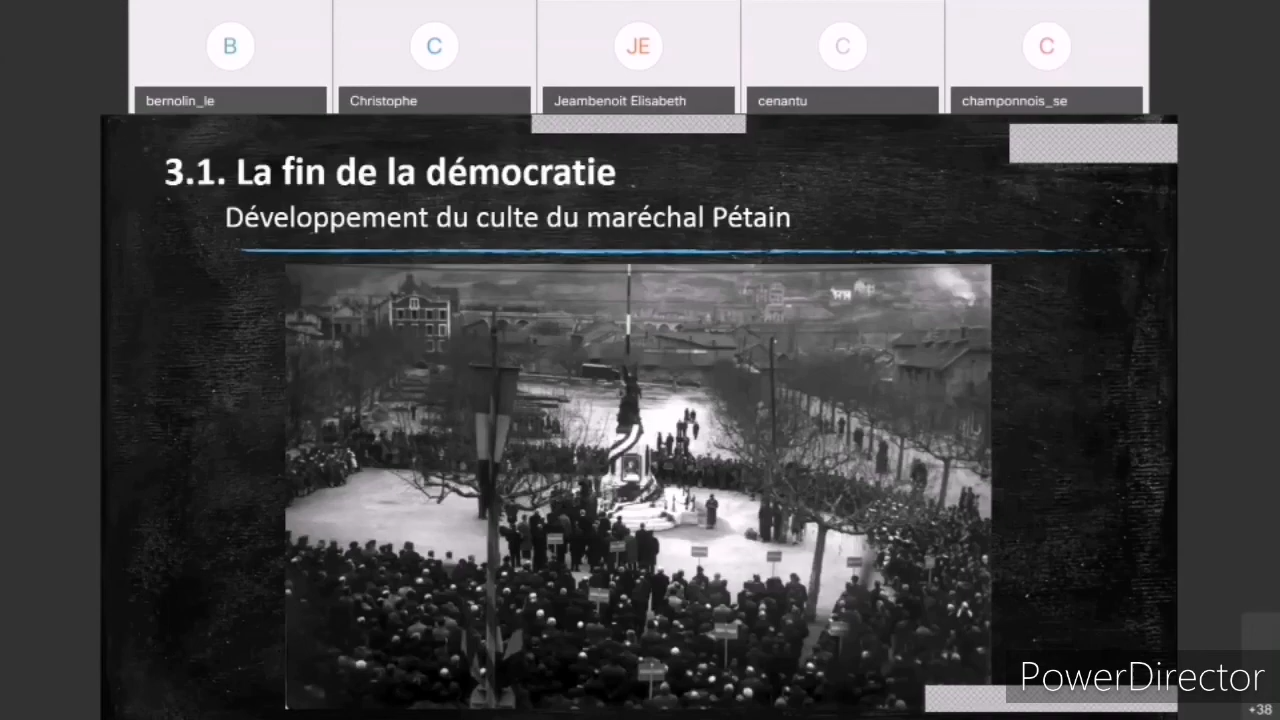 B
C
JE
C
C
bernolin_le
Christophe
Jeambenoit Elisabeth
cenantu
champonnois_se
3.1. La fin de la démocratie
Développement du culte du maréchal Pétain
PowerDirector
+38